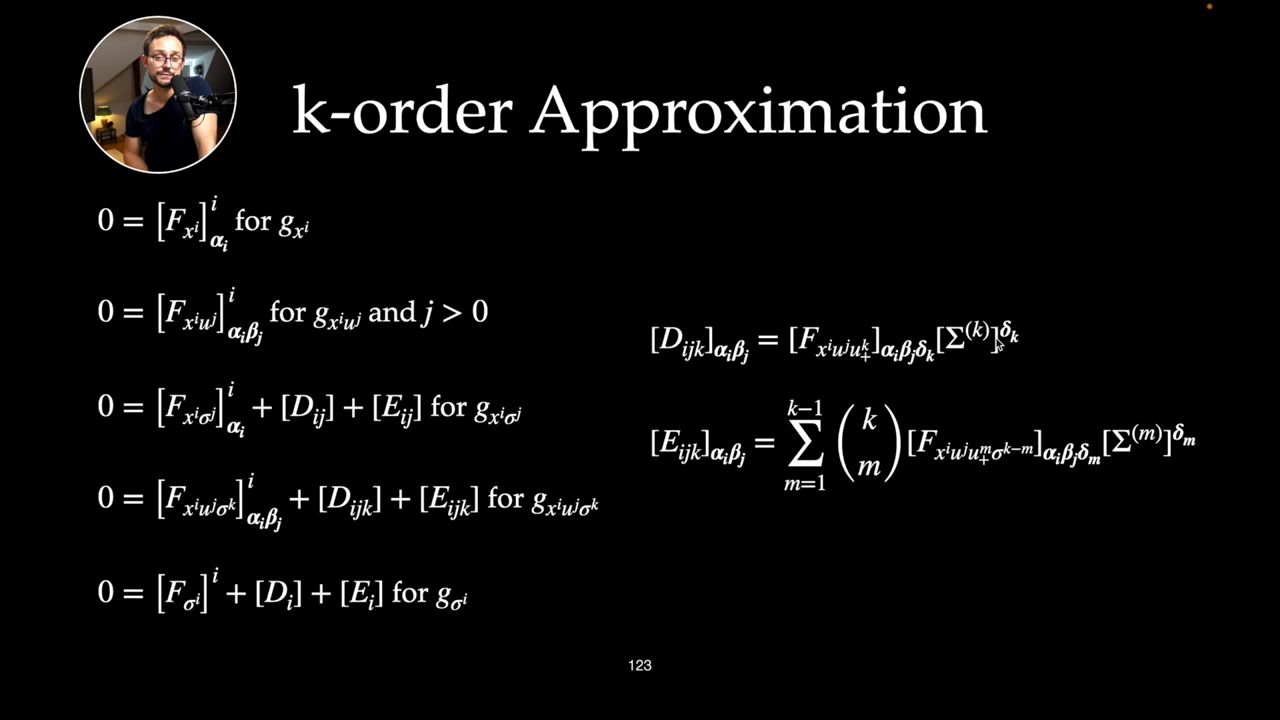 k-order Approximation
0 = [F_{x^i}]^i_{α_i} for g_{x^i}
0 = [F_{x^i u^j}]^i_{α_i β_j} for g_{x^i u^j} and j > 0
0 = [F_{x^i σ^j}]^i_{α_i} + [D_{ij}] + [E_{ij}] for g_{x^i σ^j}
0 = [F_{x^i u^j σ^k}]^i_{α_i β_j} + [D_{ijk}] + [E_{ijk}] for g_{x^i u^j σ^k}
0 = [F_{σ^i}]^i + [D_i] + [E_i] for g_{σ^i}
[D_{ijk}]_{α_i β_j} = [F_{x^i u^j u_+^k}]_{α_i β_j δ_k} [Σ^{(k)}]^{δ_k}
[E_{ijk}]_{α_i β_j} = \sum_{m=1}^{k-1} \binom{k}{m} [F_{x^i u^j u_+^m σ^{k-m}}]_{α_i β_j δ_m} [Σ^{(m)}]^{δ_m}
123